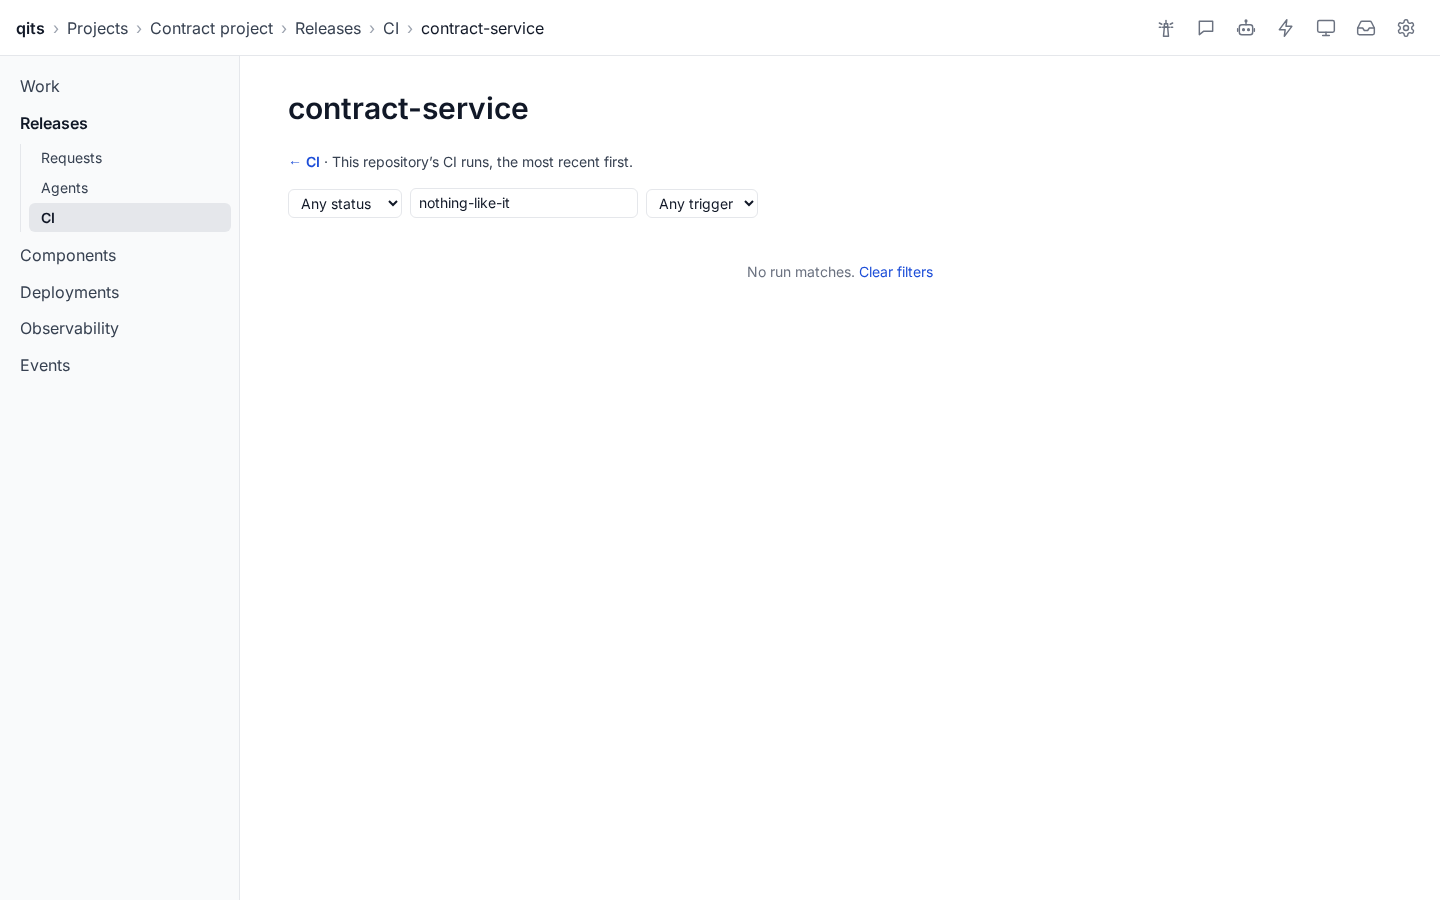 qits › Projects › Contract project › Releases › CI › contract-service
Work
Releases
Requests
Agents
CI
Components
Deployments
Observability
Events
contract-service
← CI · This repository’s CI runs, the most recent first.
Any status nothing-like-it Any trigger
No run matches. Clear filters